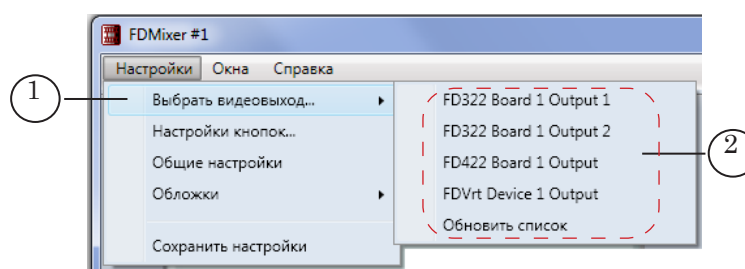 FDMixer #1
Настройки Окна Справка
1
Выбрать видеовыход...
Настройки кнопок...
Общие настройки
Обложки
Сохранить настройки
FD322 Board 1 Output 1
FD322 Board 1 Output 2
FD422 Board 1 Output
FDVrt Device 1 Output
Обновить список
2